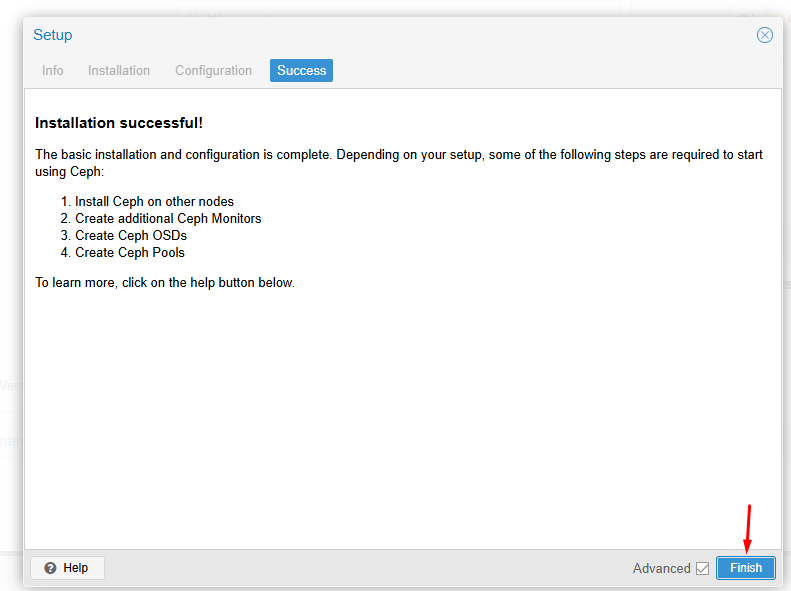 Setup
Info Installation Configuration Success
Installation successful!
The basic installation and configuration is complete. Depending on your setup, some of the following steps are required to start
using Ceph:
1. Install Ceph on other nodes
2. Create additional Ceph Monitors
3. Create Ceph OSDs
4. Create Ceph Pools
To learn more, click on the help button below.
Help Advanced Finish